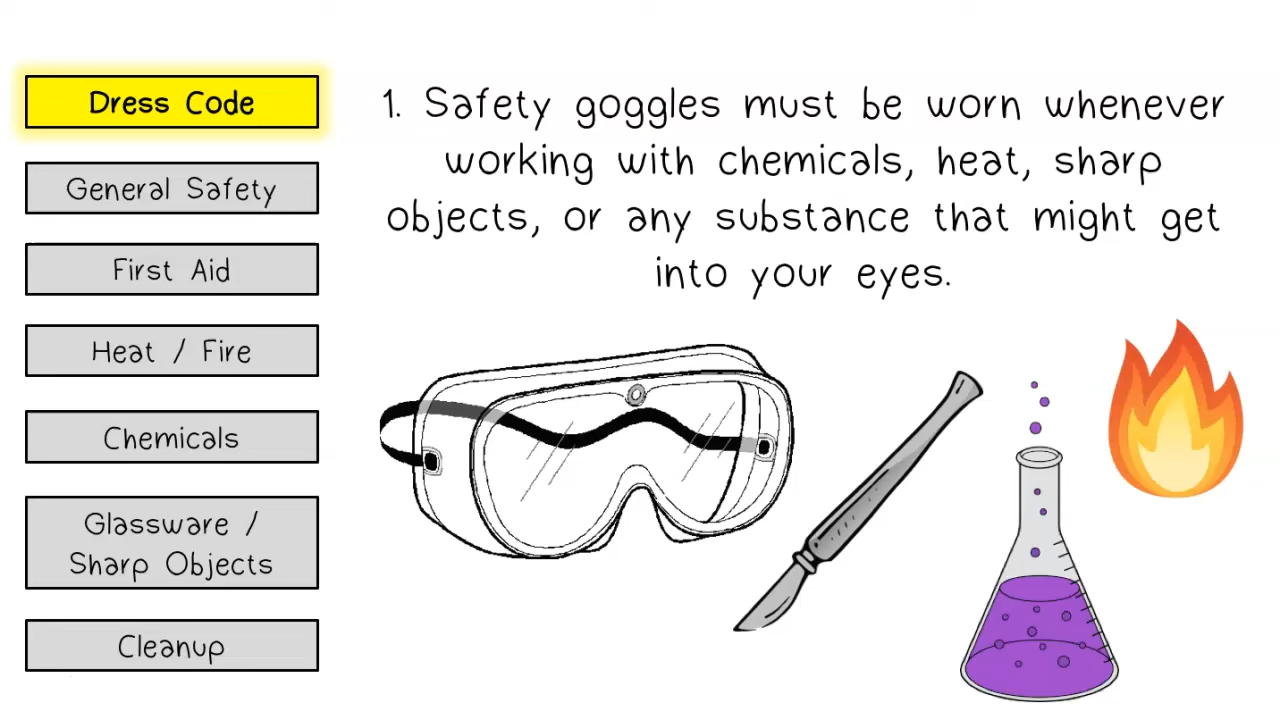 Dress Code
General Safety
First Aid
Heat / Fire
Chemicals
Glassware /
Sharp Objects
Cleanup
1. Safety goggles must be worn whenever
working with chemicals, heat, sharp
objects, or any substance that might get
into your eyes.